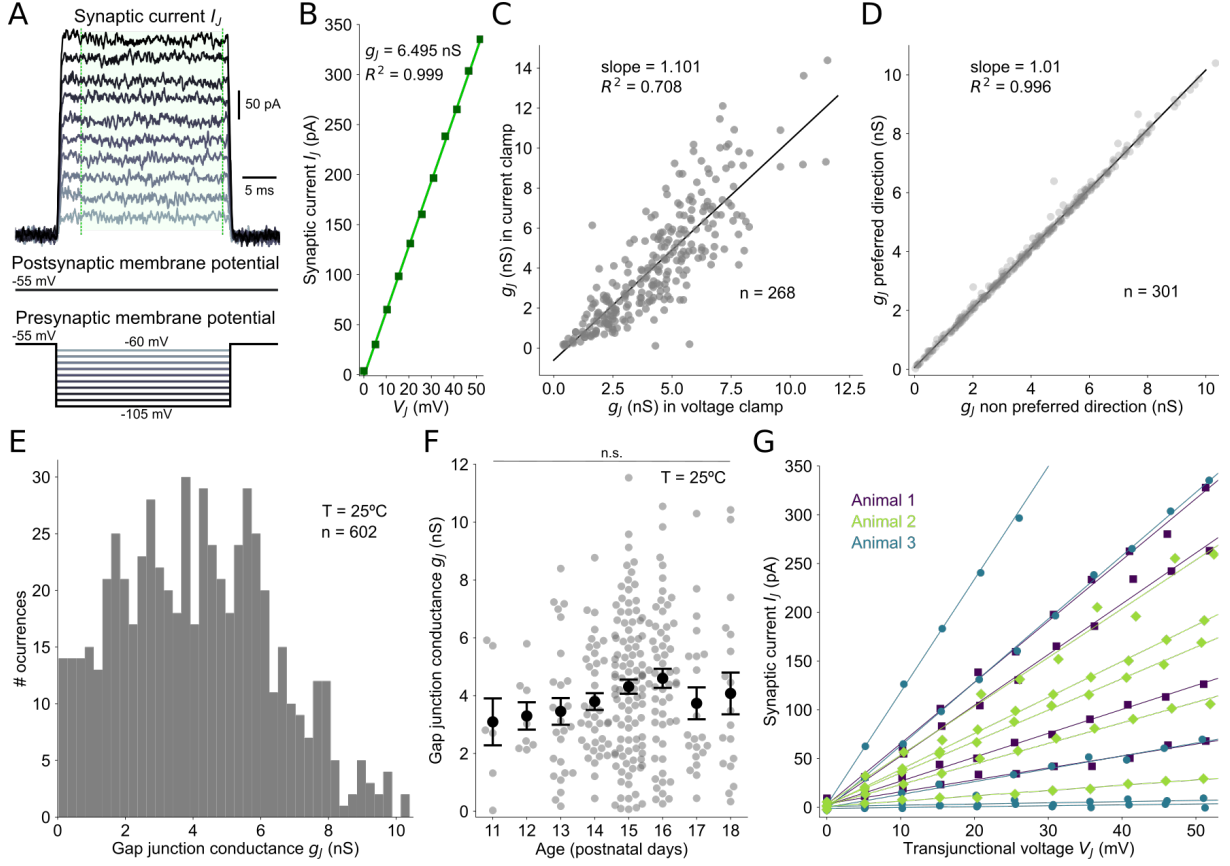 A
Synaptic current I_J
50 pA
5 ms
Postsynaptic membrane potential
-55 mV
Presynaptic membrane potential
-55 mV
-60 mV
-105 mV
B
350
300
250
200
150
100
50
0
Synaptic current I_J (pA)
g_J = 6.495 nS
R² = 0.999
0 10 20 30 40 50
V_J (mV)
C
14
12
10
8
6
4
2
0
g_J (nS) in current clamp
slope = 1.101
R² = 0.708
n = 268
0.0 2.5 5.0 7.5 10.0 12.5
g_J (nS) in voltage clamp
D
10
8
6
4
2
0
g_J preferred direction (nS)
slope = 1.01
R² = 0.996
n = 301
0 2 4 6 8 10
g_J non preferred direction (nS)
E
30
25
20
15
10
5
0
# ocurrences
T = 25ºC
n = 602
0 2 4 6 8 10
Gap junction conductance g_J (nS)
F
12
10
8
6
4
2
0
Gap junction conductance g_J (nS)
n.s.
T = 25ºC
11 12 13 14 15 16 17 18
Age (postnatal days)
G
350
300
250
200
150
100
50
0
Synaptic current I_J (pA)
Animal 1
Animal 2
Animal 3
0 10 20 30 40 50
Transjunctional voltage V_J (mV)